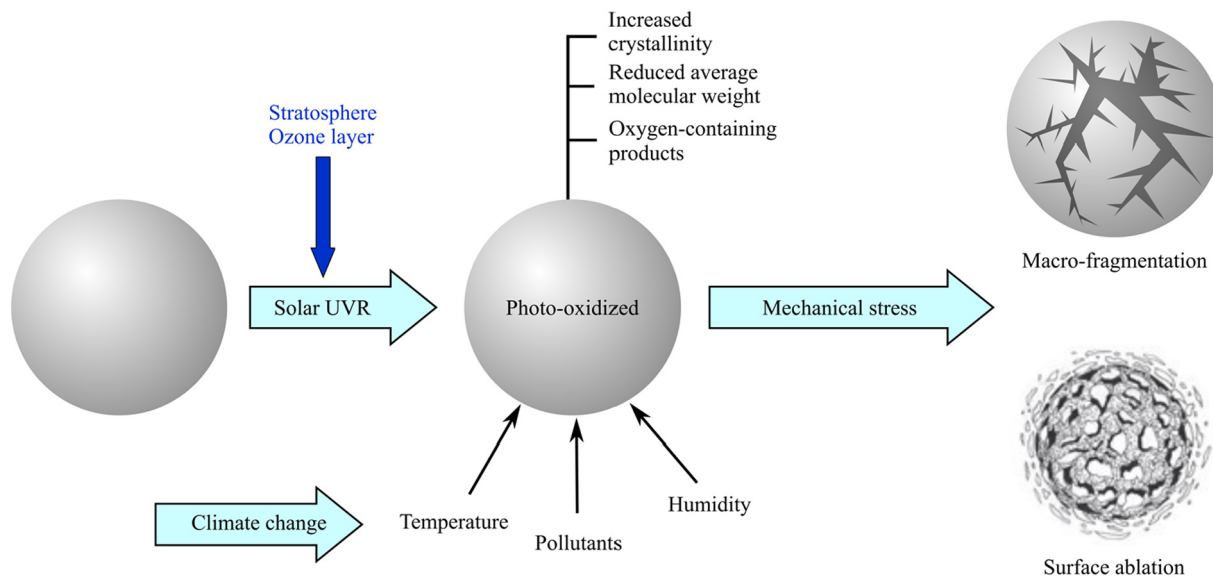 Increased
crystallinity
Reduced average
molecular weight
Oxygen-containing
products
Stratosphere
Ozone layer
Solar UVR
Photo-oxidized
Mechanical stress
Macro-fragmentation
Climate change
Temperature
Pollutants
Humidity
Surface ablation